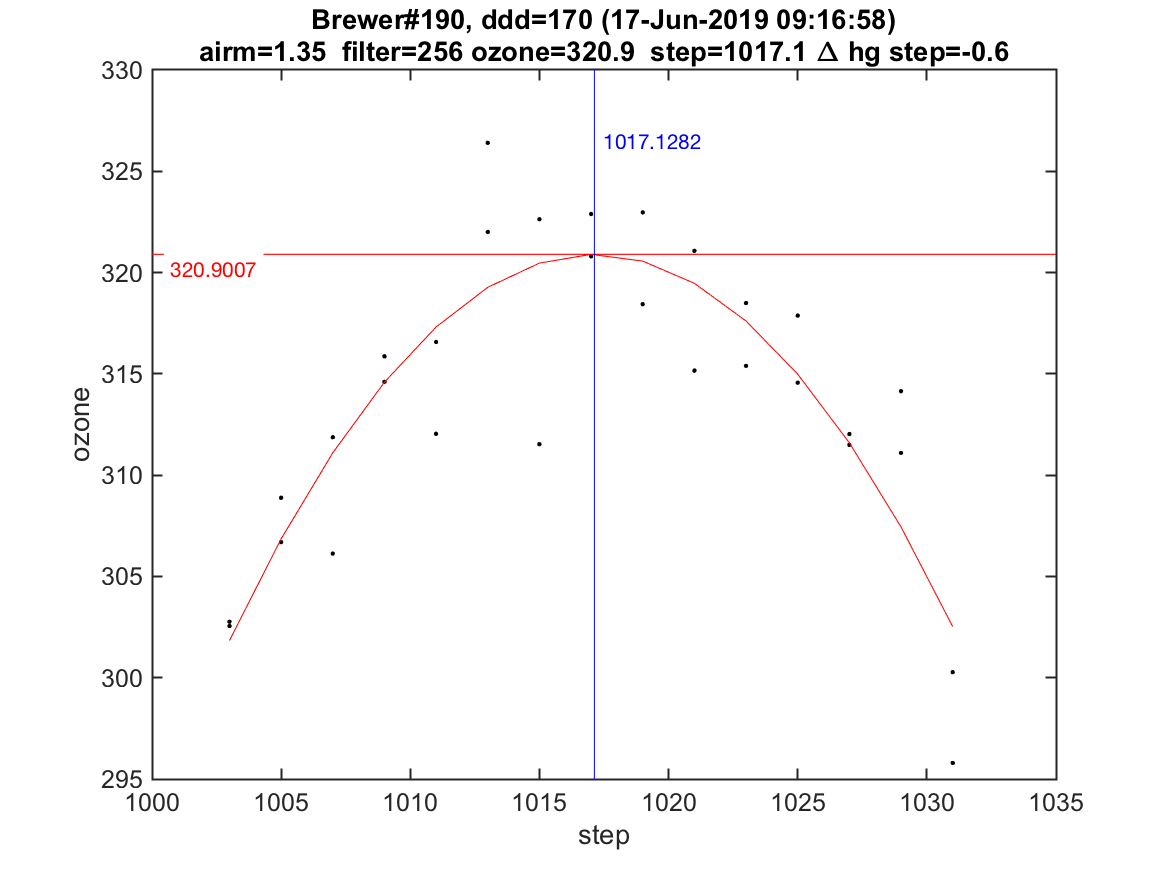 Brewer#190, ddd=170 (17-Jun-2019 09:16:58)
airm=1.35 filter=256 ozone=320.9 step=1017.1 Δ hg step=-0.6
330
325
320
315
310
305
300
295
ozone
1017.1282
320.9007
1000 1005 1010 1015 1020 1025 1030 1035
step